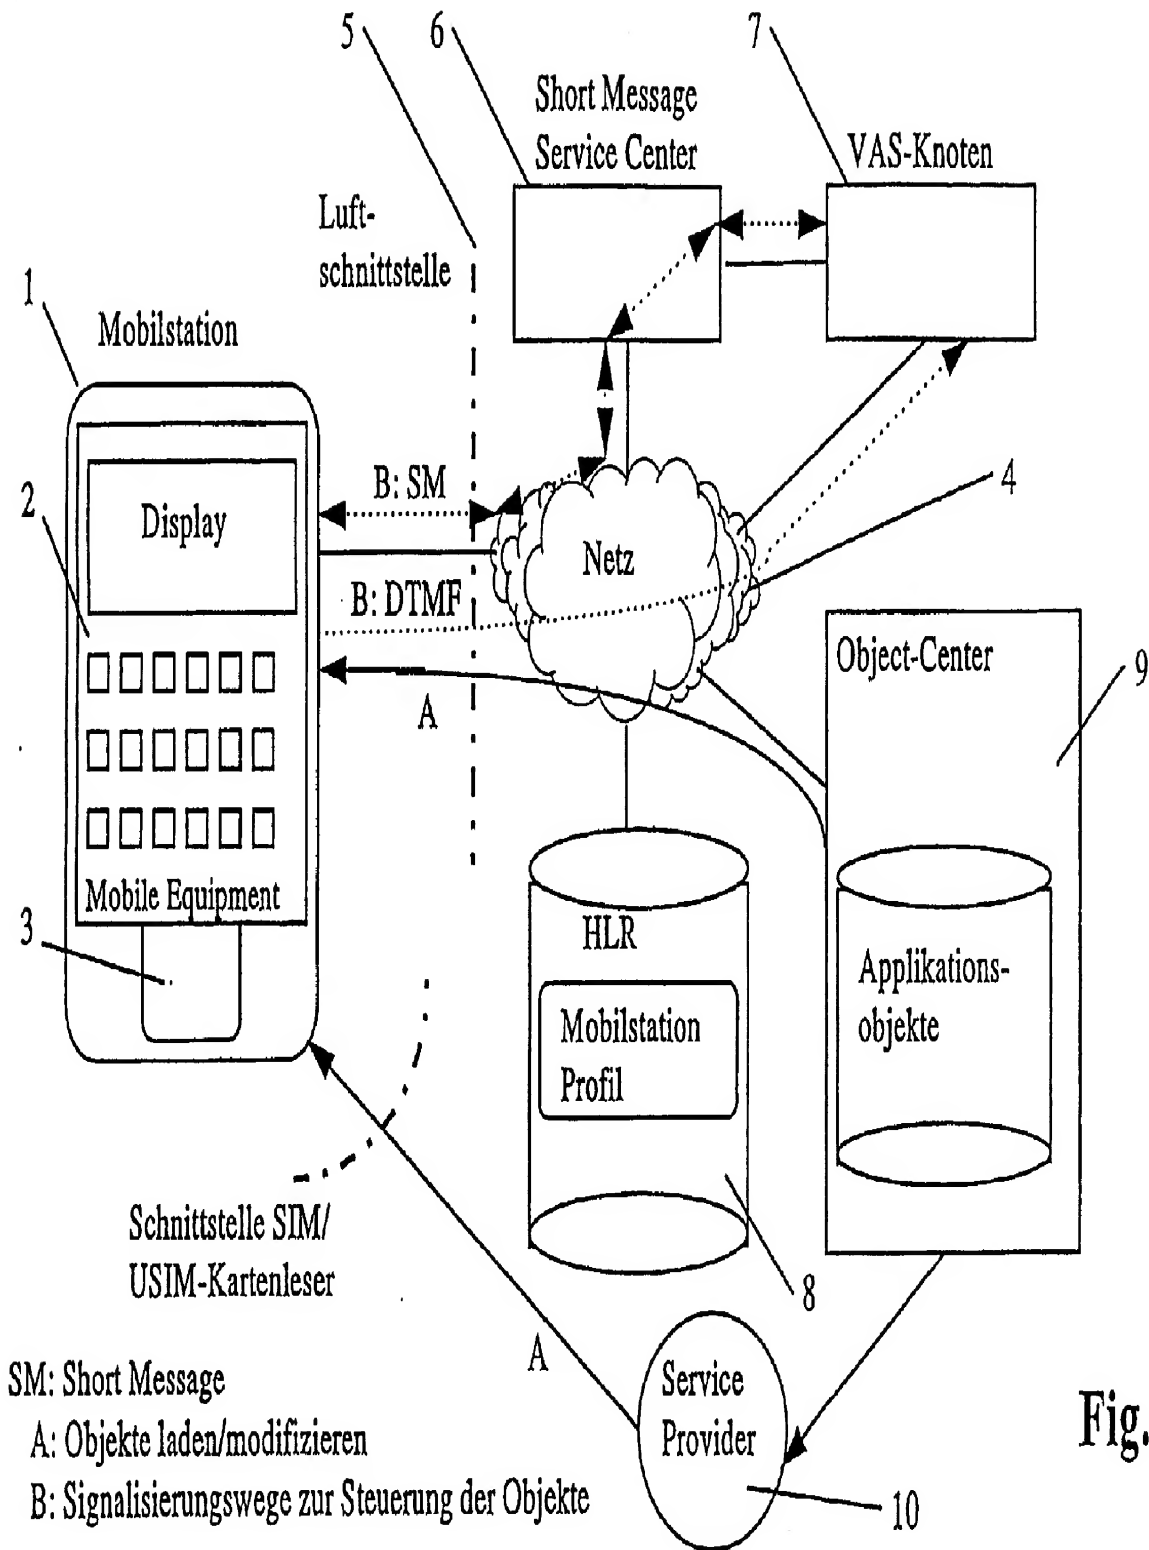 5
6
7
Short Message
Service Center
VAS-Knoten
Luft-
schnittstelle
1
Mobilstation
2
Display
B: SM
Netz
4
B: DTMF
A
Object-Center
9
Mobile Equipment
3
HLR
Mobilstation
Profil
Applikations-
objekte
Schnittstelle SIM/
USIM-Kartenleser
8
A
Service
Provider
10
SM: Short Message
A: Objekte laden/modifizieren
B: Signalisierungswege zur Steuerung der Objekte
Fig.